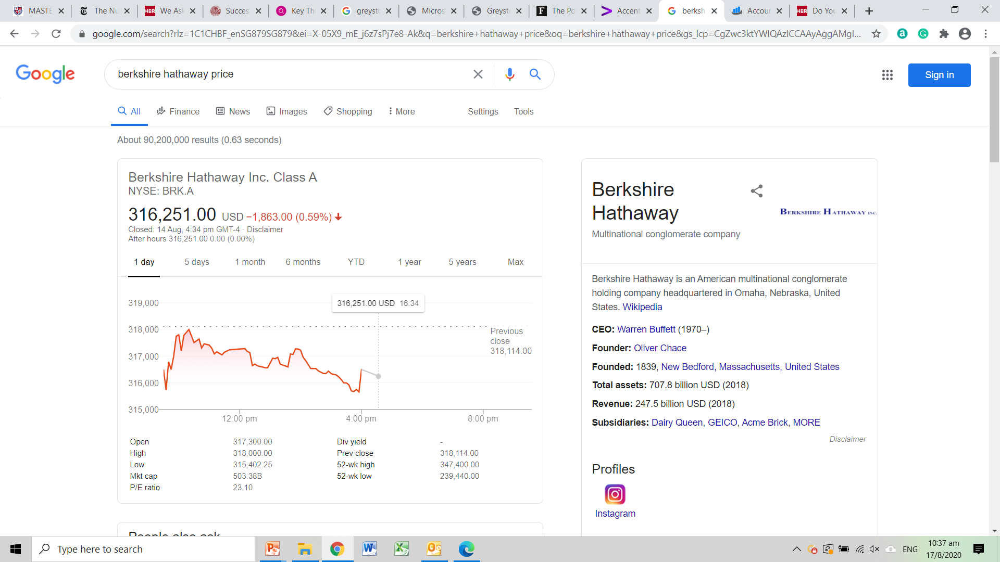 MASTE
The Nu
HBR We Ask
Succes
Key Th
greysto
Micros
Greysto
F The Po
Accent
berksh
Accour
HBR Do You
google.com/search?rlz=1C1CHBF_enSG879SG879&ei=X-05X9_mE_j6z7sPj7e8-Ak&q=berkshire+hathaway+price&oq=berkshire+hathaway+price&gs_lcp=CgZwc3ktYWIQAzICCAAyAggAMgI...
Google
berkshire hathaway price
Sign in
All Finance News Images Shopping More Settings Tools
About 90,200,000 results (0.63 seconds)
Berkshire Hathaway Inc. Class A
NYSE: BRK.A
316,251.00 USD −1,863.00 (0.59%)
Closed: 14 Aug, 4:34 pm GMT-4 · Disclaimer
After hours 316,251.00 0.00 (0.00%)
1 day 5 days 1 month 6 months YTD 1 year 5 years Max
316,251.00 USD 16:34
319,000
318,000
317,000
316,000
315,000
Previous
close
318,114.00
12:00 pm 4:00 pm 8:00 pm
Open 317,300.00 Div yield -
High 318,000.00 Prev close 318,114.00
Low 315,402.25 52-wk high 347,400.00
Mkt cap 503.38B 52-wk low 239,440.00
P/E ratio 23.10
People also ask
Berkshire
Hathaway
BERKSHIRE HATHAWAY INC.
Multinational conglomerate company
Berkshire Hathaway is an American multinational conglomerate
holding company headquartered in Omaha, Nebraska, United
States. Wikipedia
CEO: Warren Buffett (1970–)
Founder: Oliver Chace
Founded: 1839, New Bedford, Massachusetts, United States
Total assets: 707.8 billion USD (2018)
Revenue: 247.5 billion USD (2018)
Subsidiaries: Dairy Queen, GEICO, Acme Brick, MORE
Disclaimer
Profiles
Instagram
Type here to search
ENG
10:37 am
17/8/2020